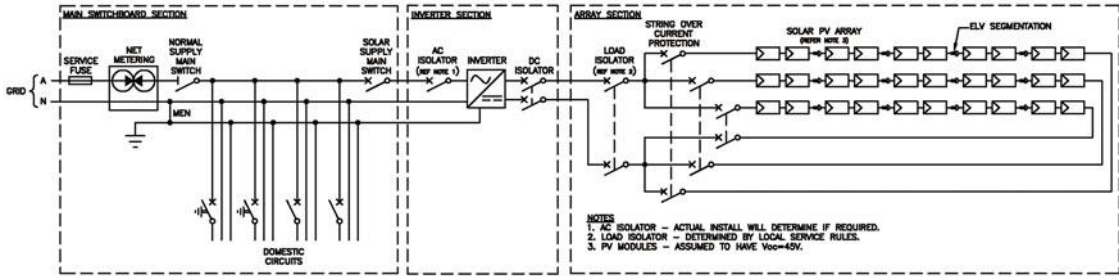 MAIN SWITCHBOARD SECTION
SERVICE
FUSE
NET
METERING
NORMAL
SUPPLY
MAIN
SWITCH
SOLAR
SUPPLY
MAIN
SWITCH
GRID
A
N
MEN
DOMESTIC
CIRCUITS
INVERTER SECTION
AC
ISOLATOR
(REF NOTE 1)
INVERTER
DC
ISOLATOR
ARRAY SECTION
LOAD
ISOLATOR
(REF NOTE 2)
STRING OVER
CURRENT
PROTECTION
SOLAR PV ARRAY
(REFER NOTE 3)
ELV SEGMENTATION
NOTES
1. AC ISOLATOR – ACTUAL INSTALL WILL DETERMINE IF REQUIRED.
2. LOAD ISOLATOR – DETERMINED BY LOCAL SERVICE RULES.
3. PV MODULES – ASSUMED TO HAVE Voc=45V.